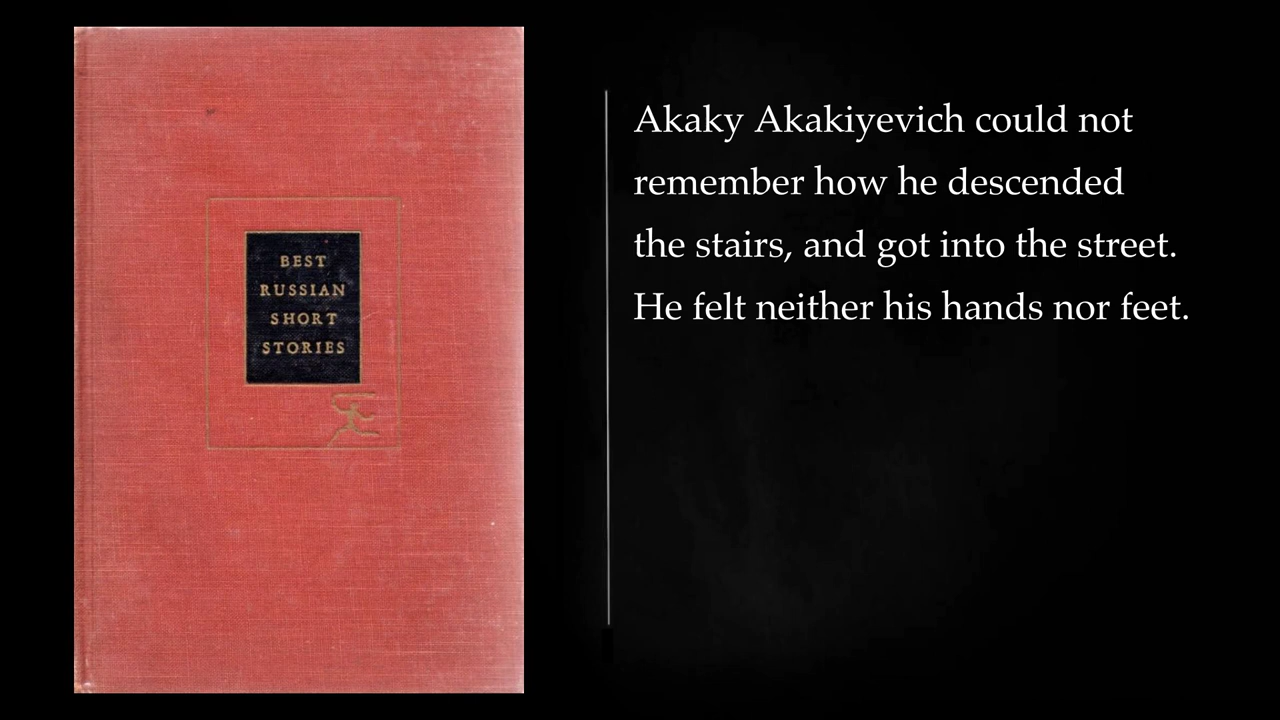 BEST
RUSSIAN
SHORT
STORIES
Akaky Akakiyevich could not
remember how he descended
the stairs, and got into the street.
He felt neither his hands nor feet.